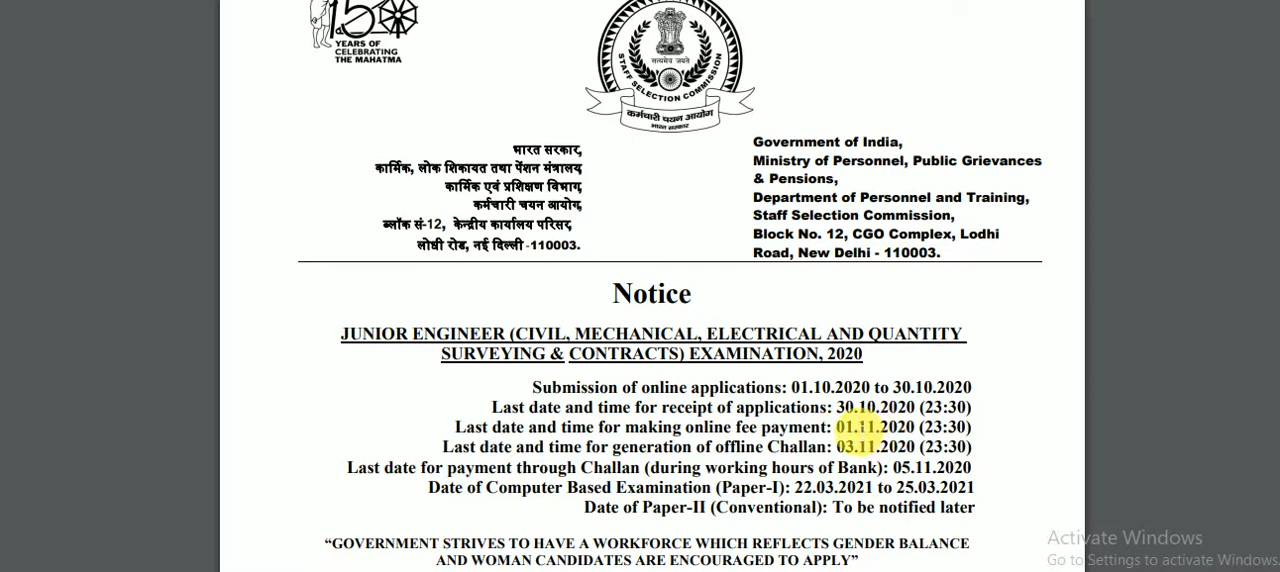 150
YEARS OF
CELEBRATING
THE MAHATMA
सत्यमेव जयते
STAFF SELECTION COMMISSION
कर्मचारी चयन आयोग
भारत सरकार
भारत सरकार,
कार्मिक, लोक शिकायत तथा पेंशन मंत्रालय,
कार्मिक एवं प्रशिक्षण विभाग,
कर्मचारी चयन आयोग,
ब्लॉक सं-12, केन्द्रीय कार्यालय परिसर,
लोधी रोड, नई दिल्ली -110003.
Government of India,
Ministry of Personnel, Public Grievances
& Pensions,
Department of Personnel and Training,
Staff Selection Commission,
Block No. 12, CGO Complex, Lodhi
Road, New Delhi - 110003.
Notice
JUNIOR ENGINEER (CIVIL, MECHANICAL, ELECTRICAL AND QUANTITY
SURVEYING & CONTRACTS) EXAMINATION, 2020
Submission of online applications: 01.10.2020 to 30.10.2020
Last date and time for receipt of applications: 30.10.2020 (23:30)
Last date and time for making online fee payment: 01.11.2020 (23:30)
Last date and time for generation of offline Challan: 03.11.2020 (23:30)
Last date for payment through Challan (during working hours of Bank): 05.11.2020
Date of Computer Based Examination (Paper-I): 22.03.2021 to 25.03.2021
Date of Paper-II (Conventional): To be notified later
“GOVERNMENT STRIVES TO HAVE A WORKFORCE WHICH REFLECTS GENDER BALANCE
AND WOMAN CANDIDATES ARE ENCOURAGED TO APPLY”
Activate Windows
Go to Settings to activate Windows.